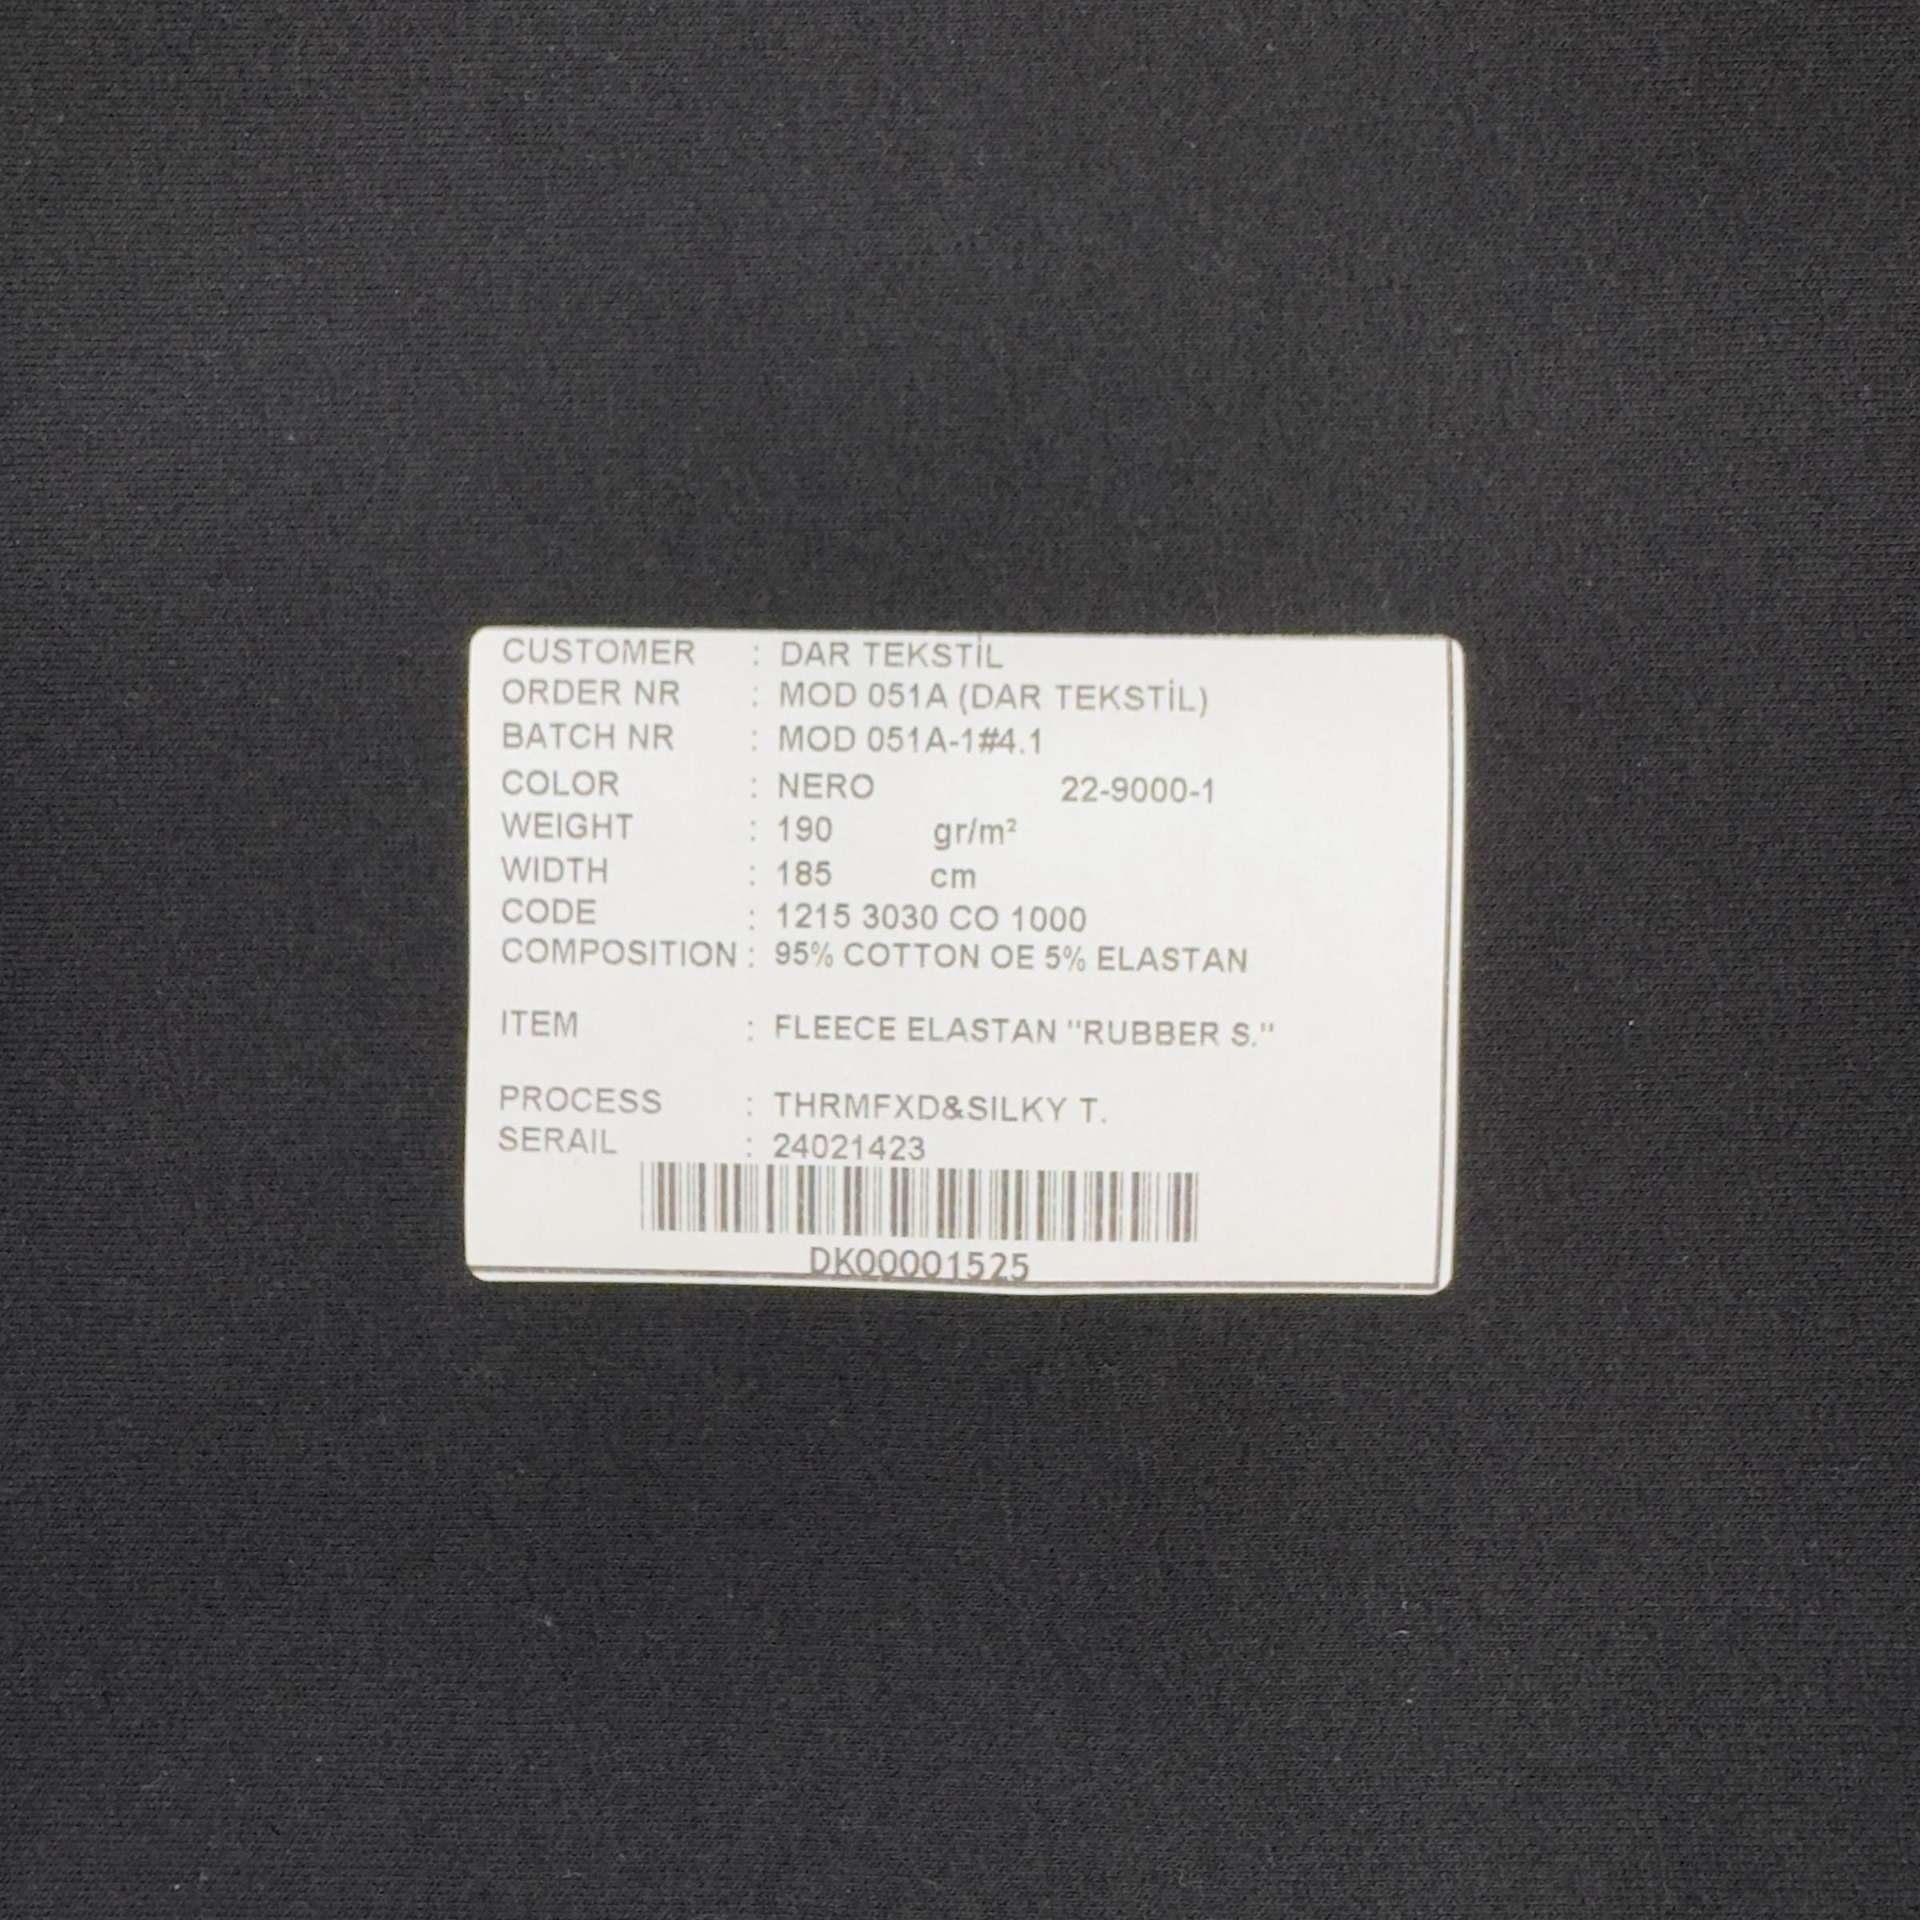 CUSTOMER : DAR TEKSTİL
ORDER NR : MOD 051A (DAR TEKSTİL)
BATCH NR : MOD 051A-1#4.1
COLOR : NERO 22-9000-1
WEIGHT : 190 gr/m²
WIDTH : 185 cm
CODE : 1215 3030 CO 1000
COMPOSITION : 95% COTTON OE 5% ELASTAN
ITEM : FLEECE ELASTAN "RUBBER S."
PROCESS : THRMFXD&SILKY T.
SERAIL : 24021423
DK00001525